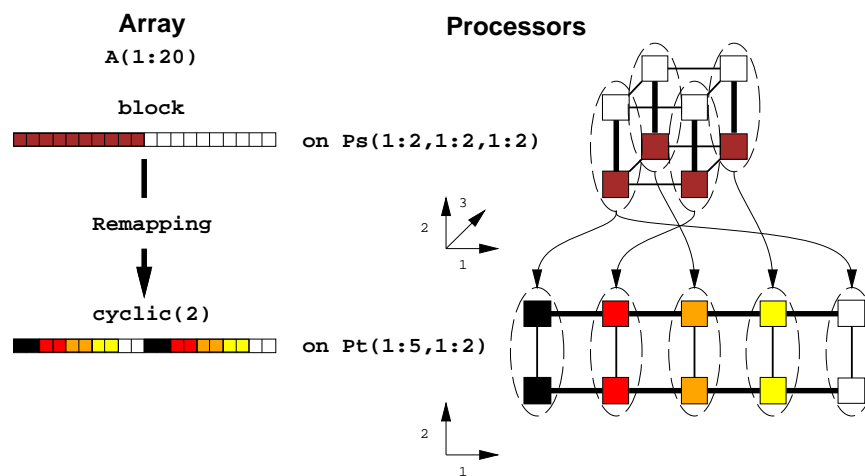 Array
Processors
A(1:20)
block
on Ps(1:2,1:2,1:2)
3
2
1
Remapping
cyclic(2)
on Pt(1:5,1:2)
2
1